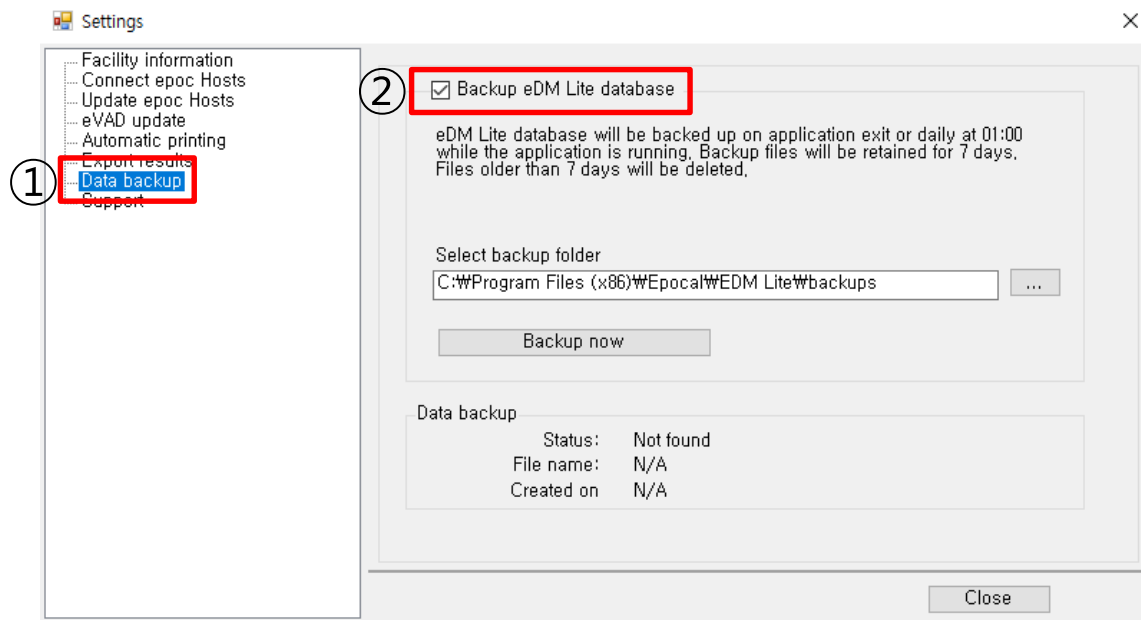 Settings
Facility information
Connect epoc Hosts
Update epoc Hosts
eVAD update
Automatic printing
Export results
① Data backup
Support
② Backup eDM Lite database
eDM Lite database will be backed up on application exit or daily at 01:00
while the application is running. Backup files will be retained for 7 days.
Files older than 7 days will be deleted.
Select backup folder
C:₩Program Files (x86)₩Epocal₩EDM Lite₩backups
...
Backup now
Data backup
Status: Not found
File name: N/A
Created on N/A
Close